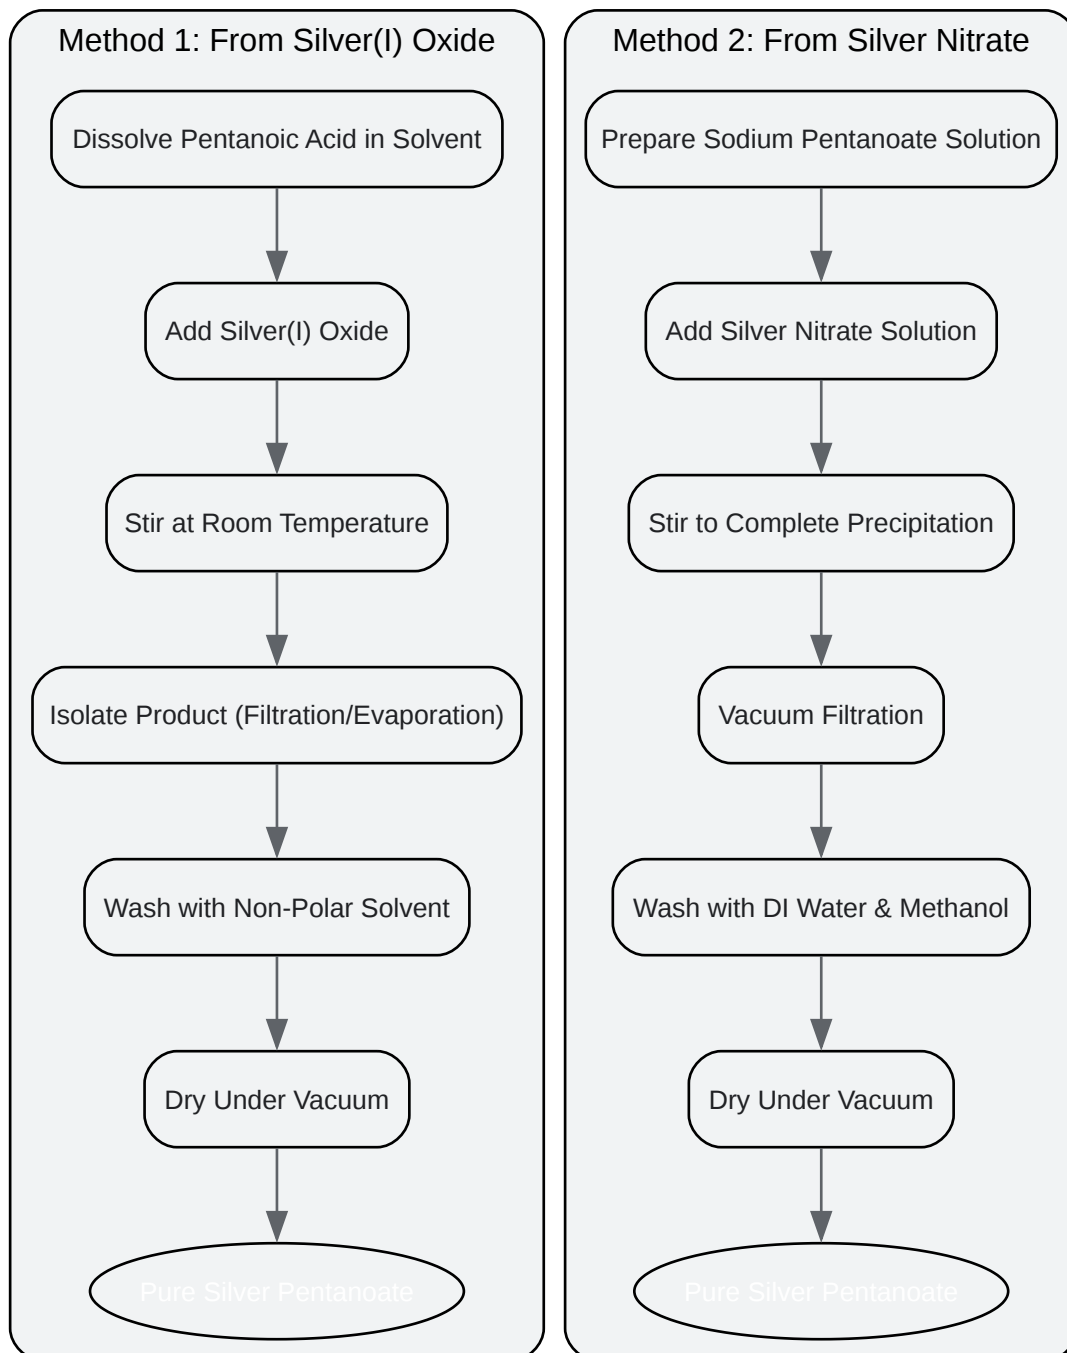 Method 1: From Silver(I) Oxide
Dissolve Pentanoic Acid in Solvent
Add Silver(I) Oxide
Stir at Room Temperature
Isolate Product (Filtration/Evaporation)
Wash with Non-Polar Solvent
Dry Under Vacuum
Pure Silver Pentanoate
Method 2: From Silver Nitrate
Prepare Sodium Pentanoate Solution
Add Silver Nitrate Solution
Stir to Complete Precipitation
Vacuum Filtration
Wash with DI Water & Methanol
Dry Under Vacuum
Pure Silver Pentanoate